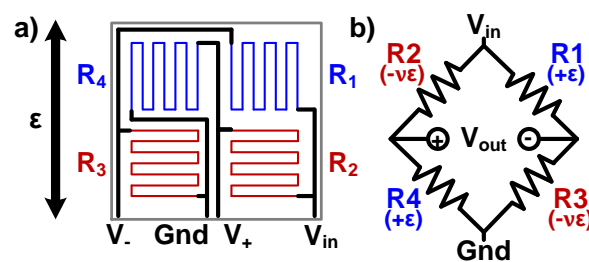 a)
R4
R1
ε
R3
R2
V- Gnd V+ Vin
b)
Vin
R2 R1
(-νε) (+ε)
+ Vout -
R4 R3
(+ε) (-νε)
Gnd